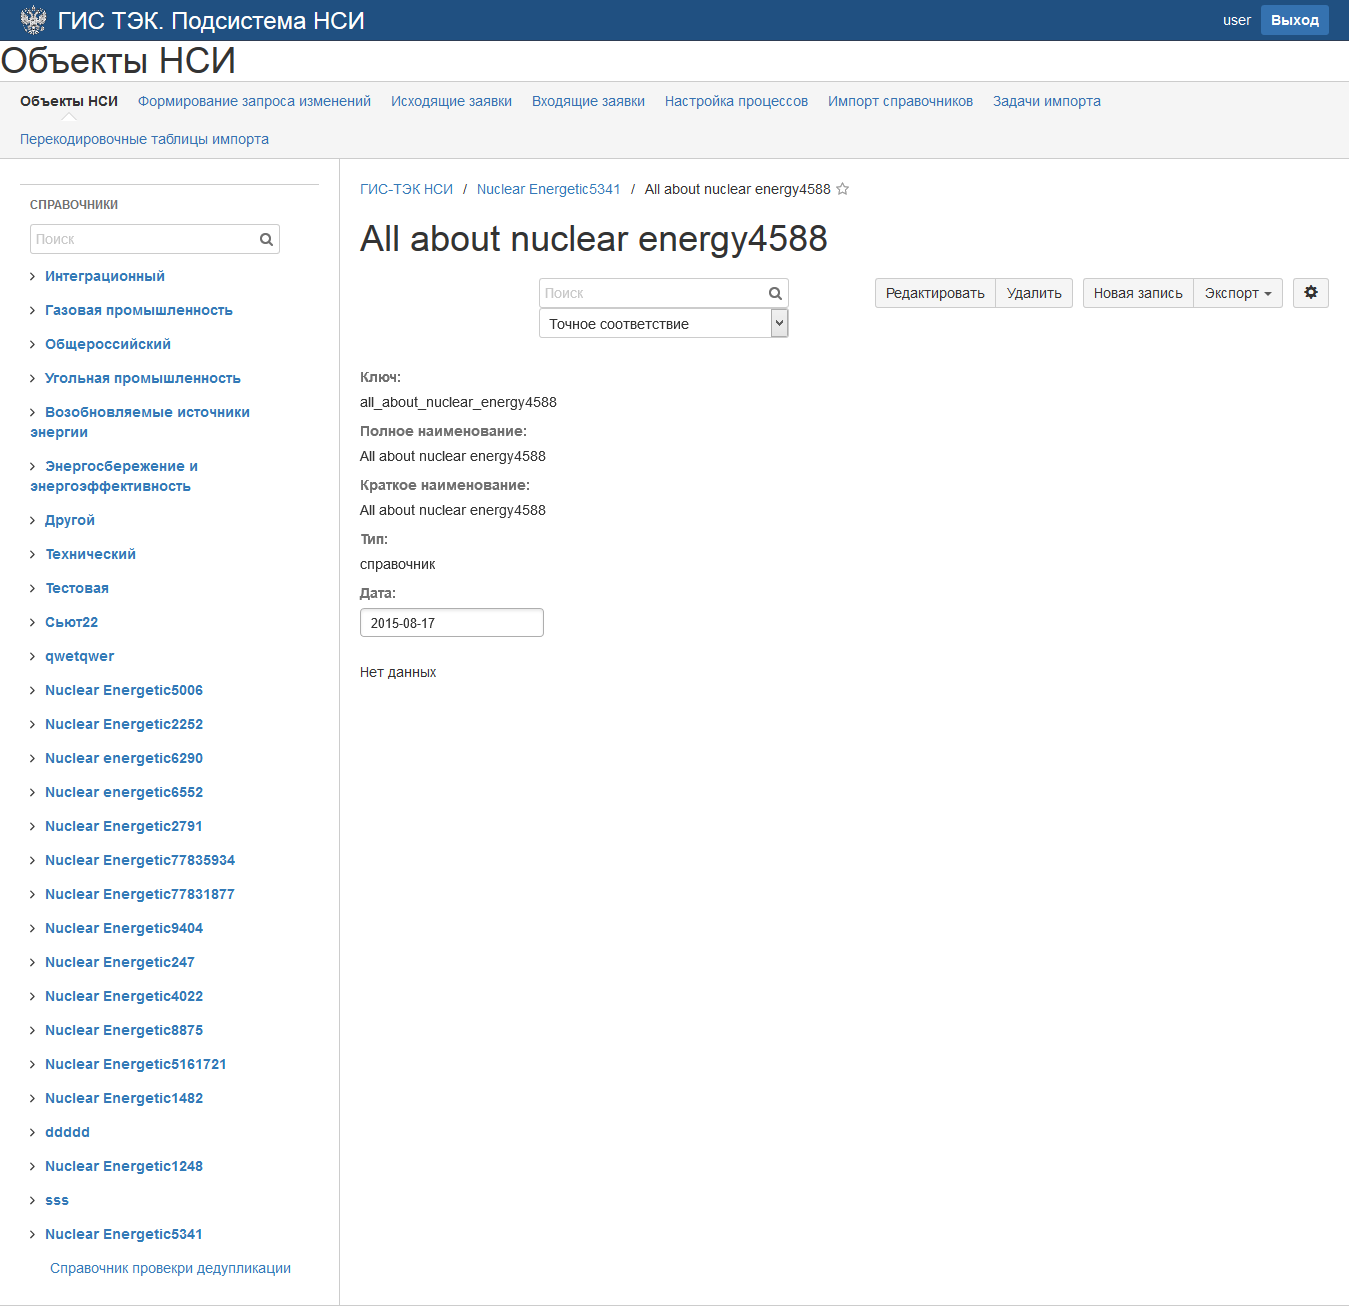 ГИС ТЭК. Подсистема НСИ
user
Выход
Объекты НСИ
Объекты НСИ Формирование запроса изменений Исходящие заявки Входящие заявки Настройка процессов Импорт справочников Задачи импорта
Перекодировочные таблицы импорта
СПРАВОЧНИКИ
Поиск
Интеграционный
Газовая промышленность
Общероссийский
Угольная промышленность
Возобновляемые источники
энергии
Энергосбережение и
энергоэффективность
Другой
Технический
Тестовая
Сьют22
qwetqwer
Nuclear Energetic5006
Nuclear Energetic2252
Nuclear energetic6290
Nuclear energetic6552
Nuclear Energetic2791
Nuclear Energetic77835934
Nuclear Energetic77831877
Nuclear Energetic9404
Nuclear Energetic247
Nuclear Energetic4022
Nuclear Energetic8875
Nuclear Energetic5161721
Nuclear Energetic1482
ddddd
Nuclear Energetic1248
sss
Nuclear Energetic5341
Справочник провекри дедупликации
ГИС-ТЭК НСИ / Nuclear Energetic5341 / All about nuclear energy4588
All about nuclear energy4588
Поиск
Точное соответствие
Редактировать Удалить Новая запись Экспорт
Ключ:
all_about_nuclear_energy4588
Полное наименование:
All about nuclear energy4588
Краткое наименование:
All about nuclear energy4588
Тип:
справочник
Дата:
2015-08-17
Нет данных